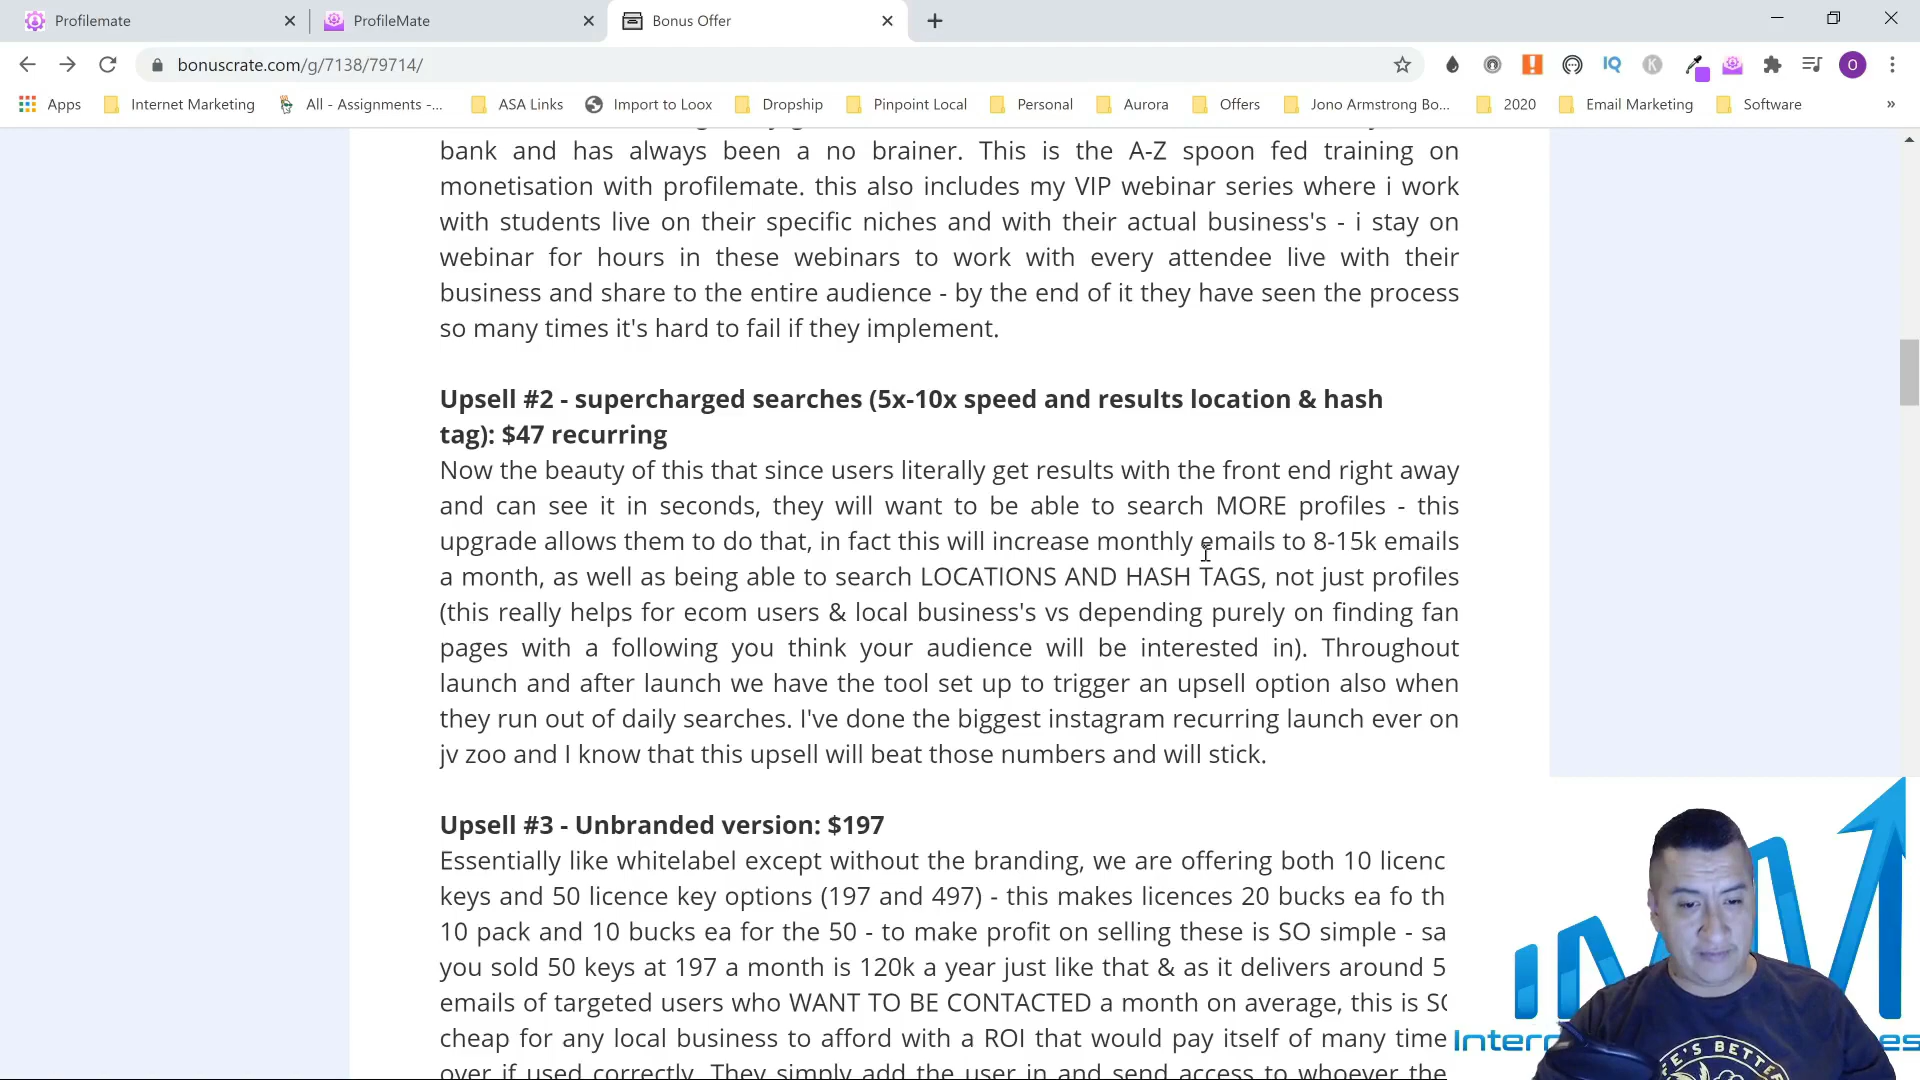 Profilemate
ProfileMate
Bonus Offer
bonuscrate.com/g/7138/79714/
Apps
Internet Marketing
All - Assignments -...
ASA Links
Import to Loox
Dropship
Pinpoint Local
Personal
Aurora
Offers
Jono Armstrong Bo...
2020
Email Marketing
Software
»
IQ
K
O
bank and has always been a no brainer. This is the A-Z spoon fed training on
monetisation with profilemate. this also includes my VIP webinar series where i work
with students live on their specific niches and with their actual business's - i stay on
webinar for hours in these webinars to work with every attendee live with their
business and share to the entire audience - by the end of it they have seen the process
so many times it's hard to fail if they implement.
Upsell #2 - supercharged searches (5x-10x speed and results location & hash
tag): $47 recurring
Now the beauty of this that since users literally get results with the front end right away
and can see it in seconds, they will want to be able to search MORE profiles - this
upgrade allows them to do that, in fact this will increase monthly emails to 8-15k emails
a month, as well as being able to search LOCATIONS AND HASH TAGS, not just profiles
(this really helps for ecom users & local business's vs depending purely on finding fan
pages with a following you think your audience will be interested in). Throughout
launch and after launch we have the tool set up to trigger an upsell option also when
they run out of daily searches. I've done the biggest instagram recurring launch ever on
jv zoo and I know that this upsell will beat those numbers and will stick.
Upsell #3 - Unbranded version: $197
Essentially like whitelabel except without the branding, we are offering both 10 licenc
keys and 50 licence key options (197 and 497) - this makes licences 20 bucks ea fo th
10 pack and 10 bucks ea for the 50 - to make profit on selling these is SO simple - sa
you sold 50 keys at 197 a month is 120k a year just like that & as it delivers around 5
emails of targeted users who WANT TO BE CONTACTED a month on average, this is SO
cheap for any local business to afford with a ROI that would pay itself of many time
over if used correctly. They simply add the user in and send access to whoever the